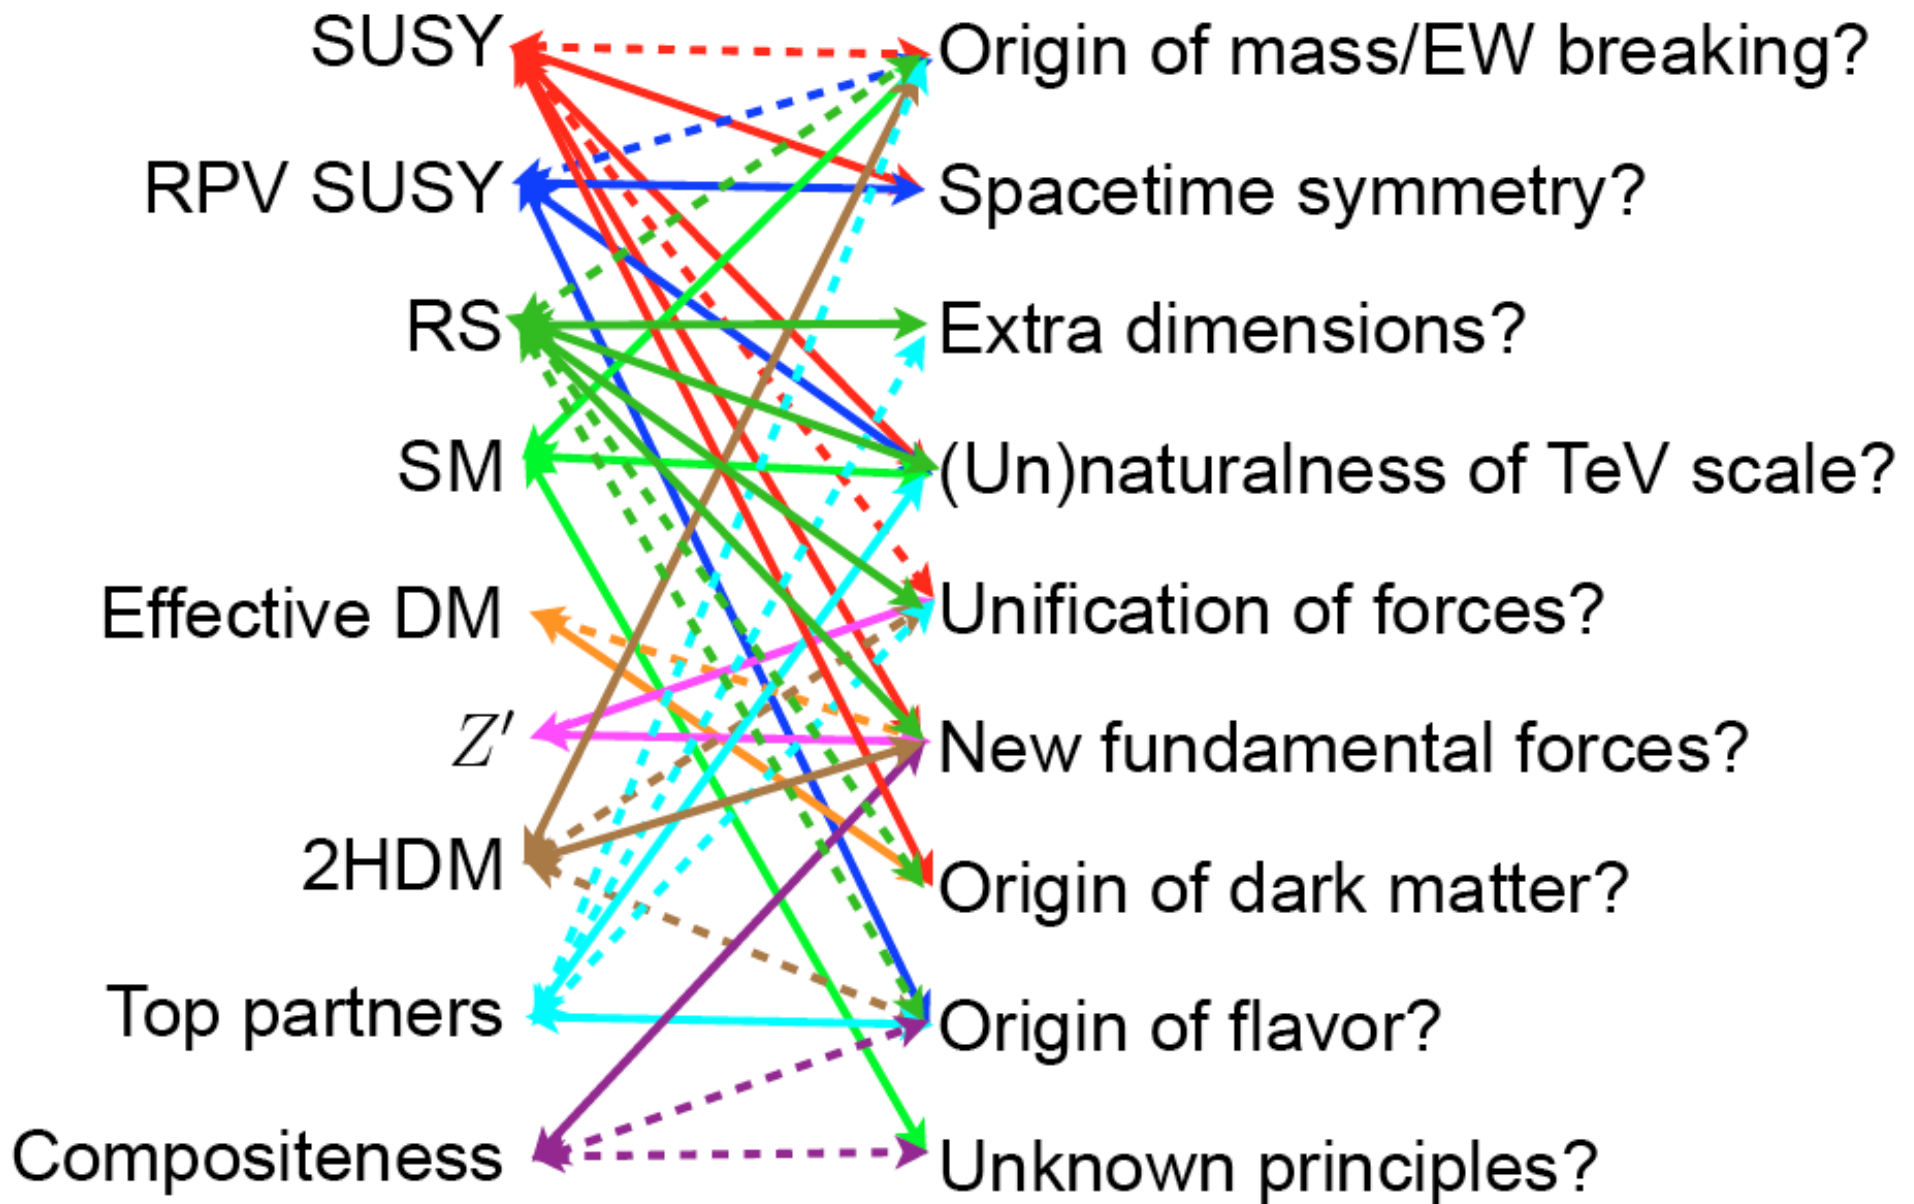 SUSY
RPV SUSY
RS
SM
Effective DM
Z′
2HDM
Top partners
Compositeness
Origin of mass/EW breaking?
Spacetime symmetry?
Extra dimensions?
(Un)naturalness of TeV scale?
Unification of forces?
New fundamental forces?
Origin of dark matter?
Origin of flavor?
Unknown principles?